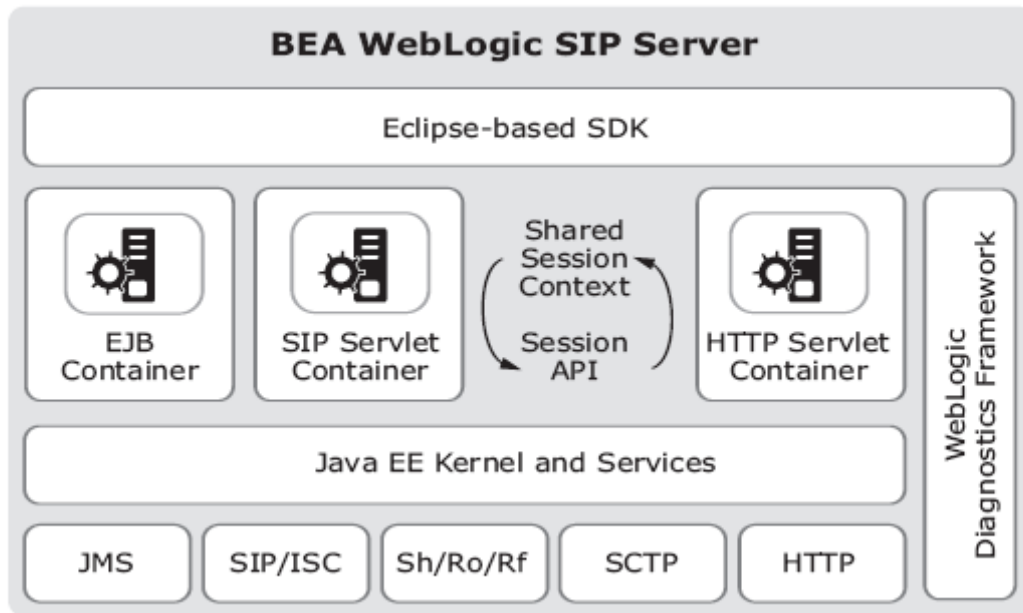 BEA WebLogic SIP Server
Eclipse-based SDK
EJB
Container
SIP Servlet
Container
Shared
Session
Context
Session
API
HTTP Servlet
Container
WebLogic
Diagnostics Framework
Java EE Kernel and Services
JMS
SIP/ISC
Sh/Ro/Rf
SCTP
HTTP